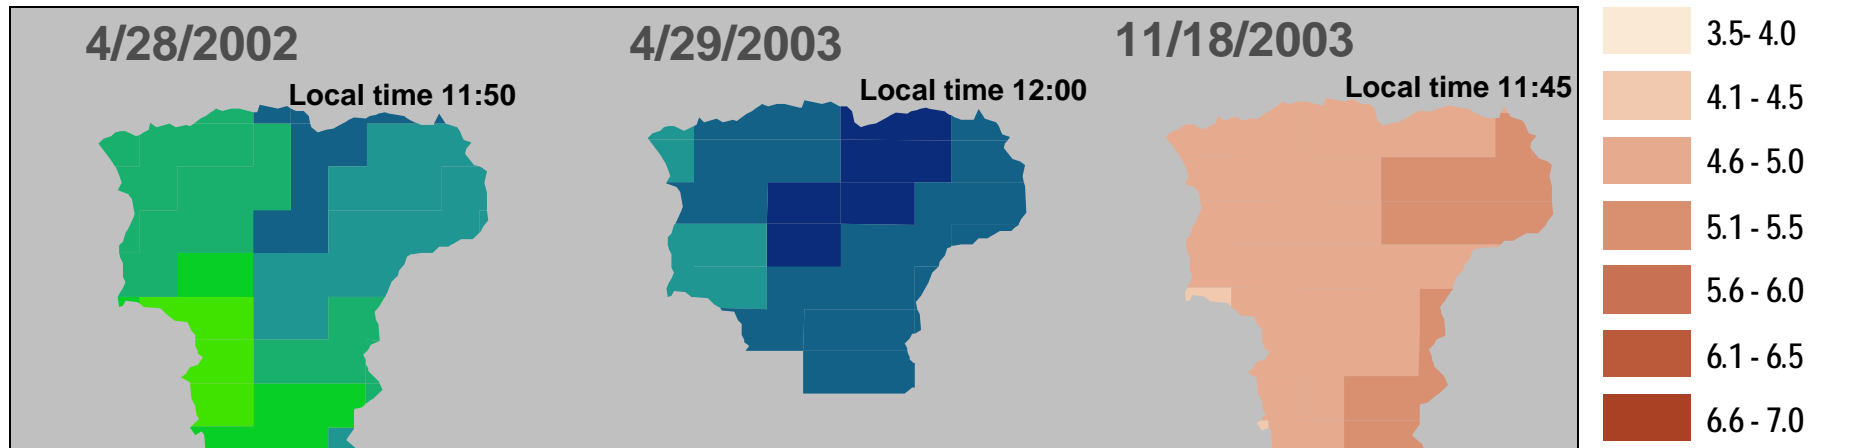 4/28/2002
Local time 11:50
4/29/2003
Local time 12:00
11/18/2003
Local time 11:45
3.5- 4.0
4.1 - 4.5
4.6 - 5.0
5.1 - 5.5
5.6 - 6.0
6.1 - 6.5
6.6 - 7.0